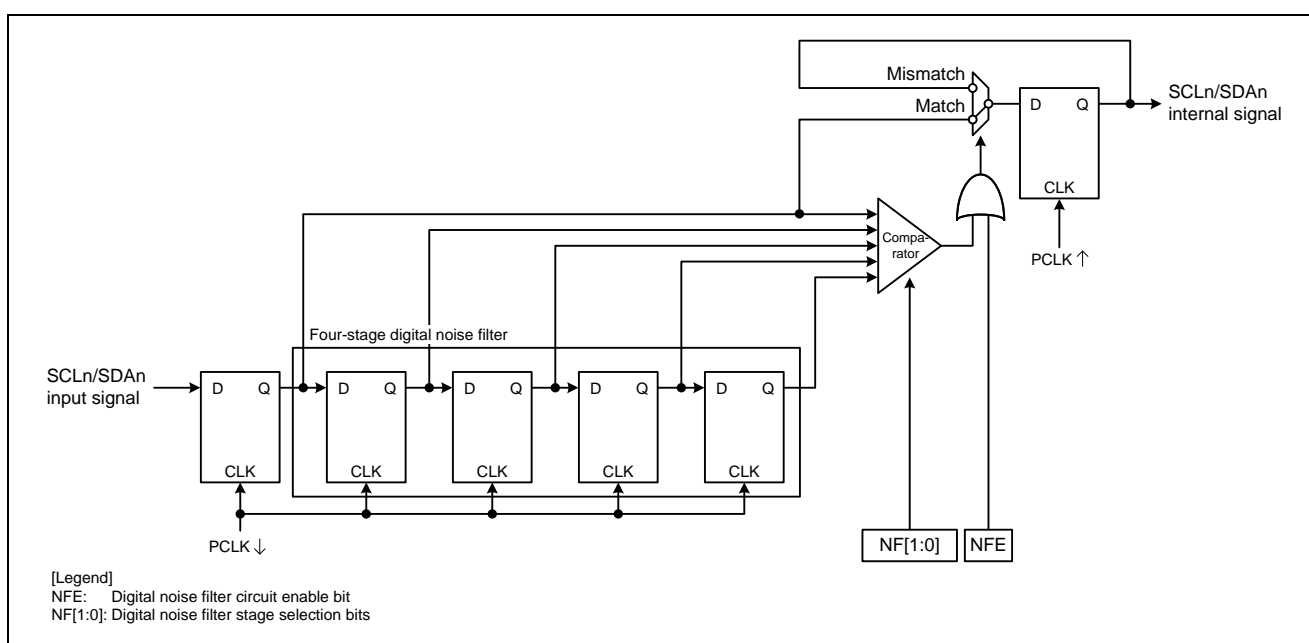 Mismatch
Match
D Q
CLK
PCLK ↑
SCLn/SDAn
internal signal
Compa-
rator
Four-stage digital noise filter
SCLn/SDAn
input signal
D Q
CLK
D Q
CLK
D Q
CLK
D Q
CLK
D Q
CLK
PCLK ↓
NF[1:0]
NFE
[Legend]
NFE: Digital noise filter circuit enable bit
NF[1:0]: Digital noise filter stage selection bits